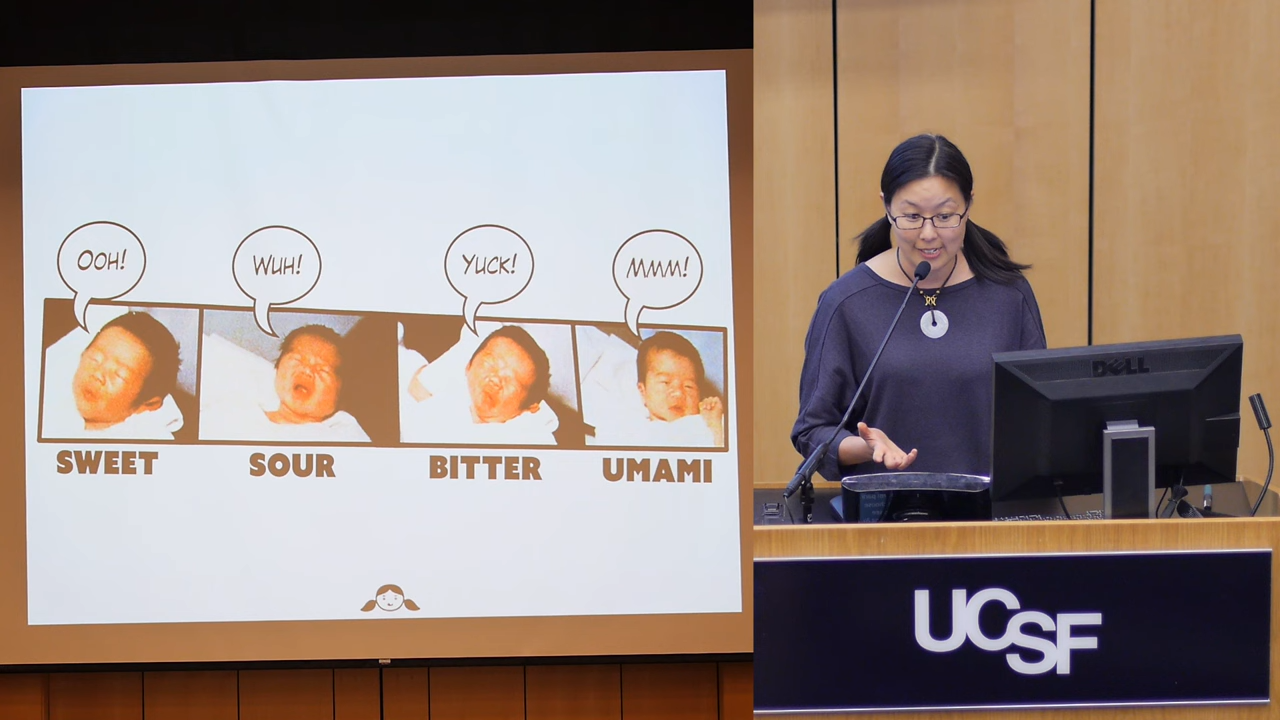 OOH!
WUH!
YUCK!
MMM!
SWEET
SOUR
BITTER
UMAMI
DELL
UCSF